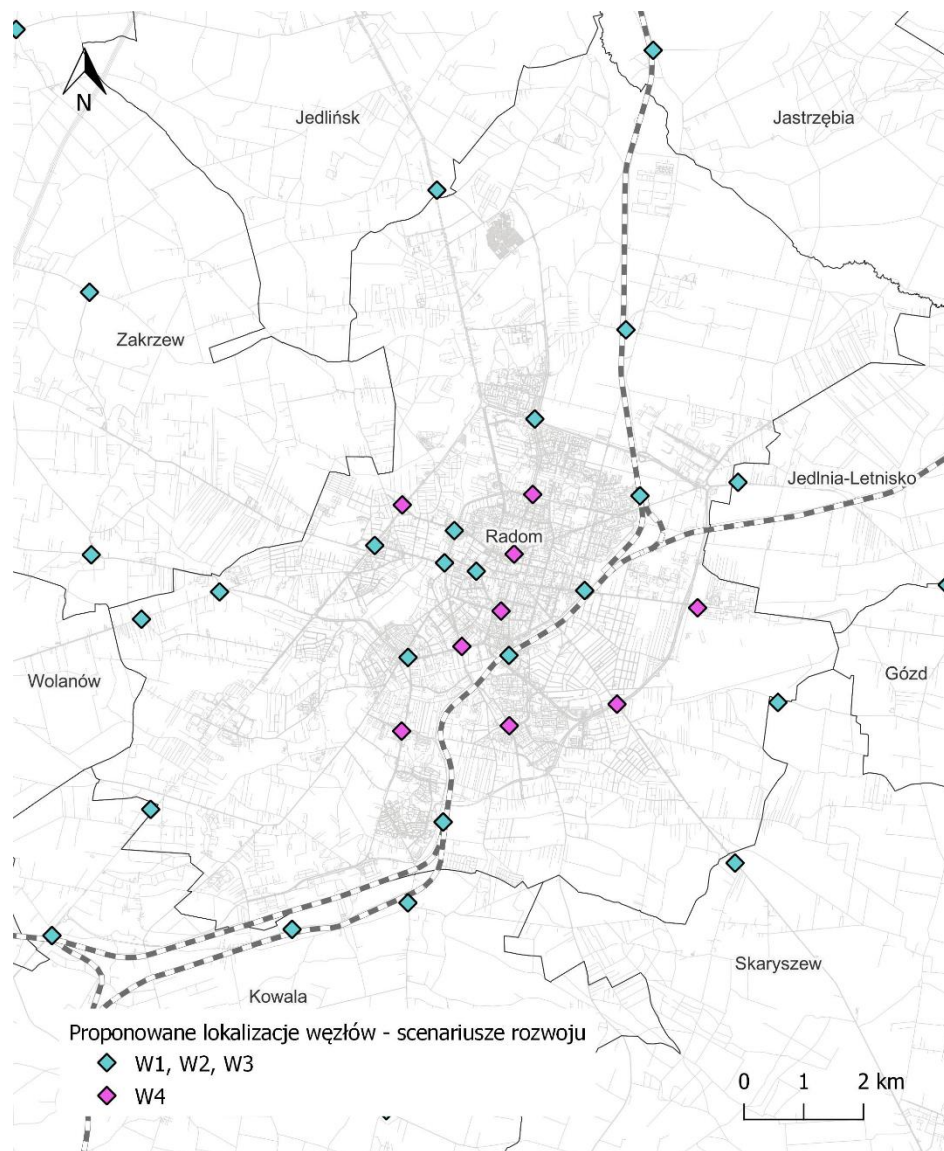 N
Jedlińsk
Jastrzębia
Zakrzew
Jedlnia-Letnisko
Radom
Wolanów
Gózd
Skaryszew
Kowala
Proponowane lokalizacje węzłów - scenariusze rozwoju
W1, W2, W3
W4
0 1 2 km